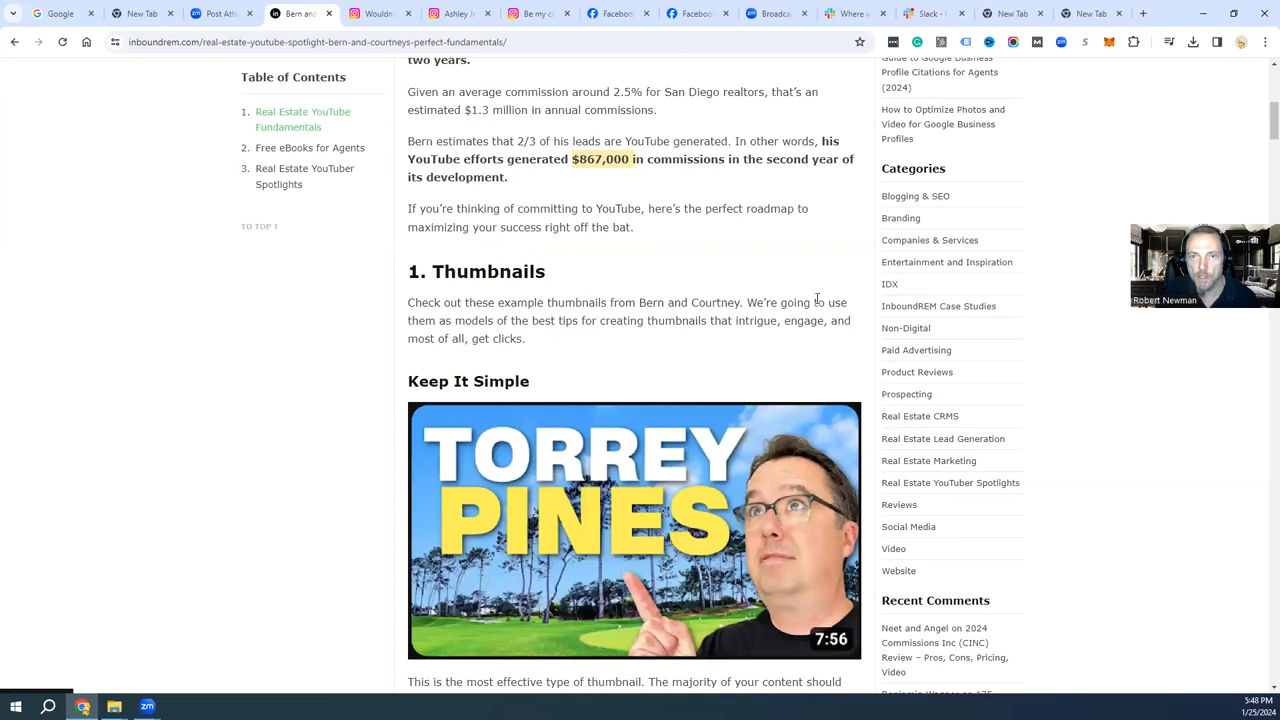 Google
New Tab
Post Att
Bern and
Wouldn'
Ashley J
Be my c
Facebook
Facebook
Broadca
Where e
Slack -
New Tab
New Tab
inboundrem.com/real-estate-youtube-spotlight-bern-and-courtneys-perfect-fundamentals/
Table of Contents
1. Real Estate YouTube
Fundamentals
2. Free eBooks for Agents
3. Real Estate YouTube
Spotlights
TO TOP ↑
two years.
Given an average commission around 2.5% for San Diego realtors, that's an
estimated $1.3 million in annual commissions.
Bern estimates that 2/3 of his leads are YouTube generated. In other words, his
YouTube efforts generated $867,000 in commissions in the second year of
its development.
If you're thinking of committing to YouTube, here's the perfect roadmap to
maximizing your success right off the bat.
1. Thumbnails
Check out these example thumbnails from Bern and Courtney. We're going to use
them as models of the best tips for creating thumbnails that intrigue, engage, and
most of all, get clicks.
Keep It Simple
TORREY
PINES
7:56
This is the most effective type of thumbnail. The majority of your content should
Guide to Google Business
Profile Citations for Agents
(2024)
How to Optimize Photos and
Video for Google Business
Profiles
Categories
Blogging & SEO
Branding
Companies & Services
Entertainment and Inspiration
IDX
InboundREM Case Studies
Non-Digital
Paid Advertising
Product Reviews
Prospecting
Real Estate CRMS
Real Estate Lead Generation
Real Estate Marketing
Real Estate YouTuber Spotlights
Reviews
Social Media
Video
Website
Recent Comments
Neet and Angel on 2024
Commissions Inc (CINC)
Review – Pros, Cons, Pricing,
Video
Robert Newman
5:48 PM
1/25/2024